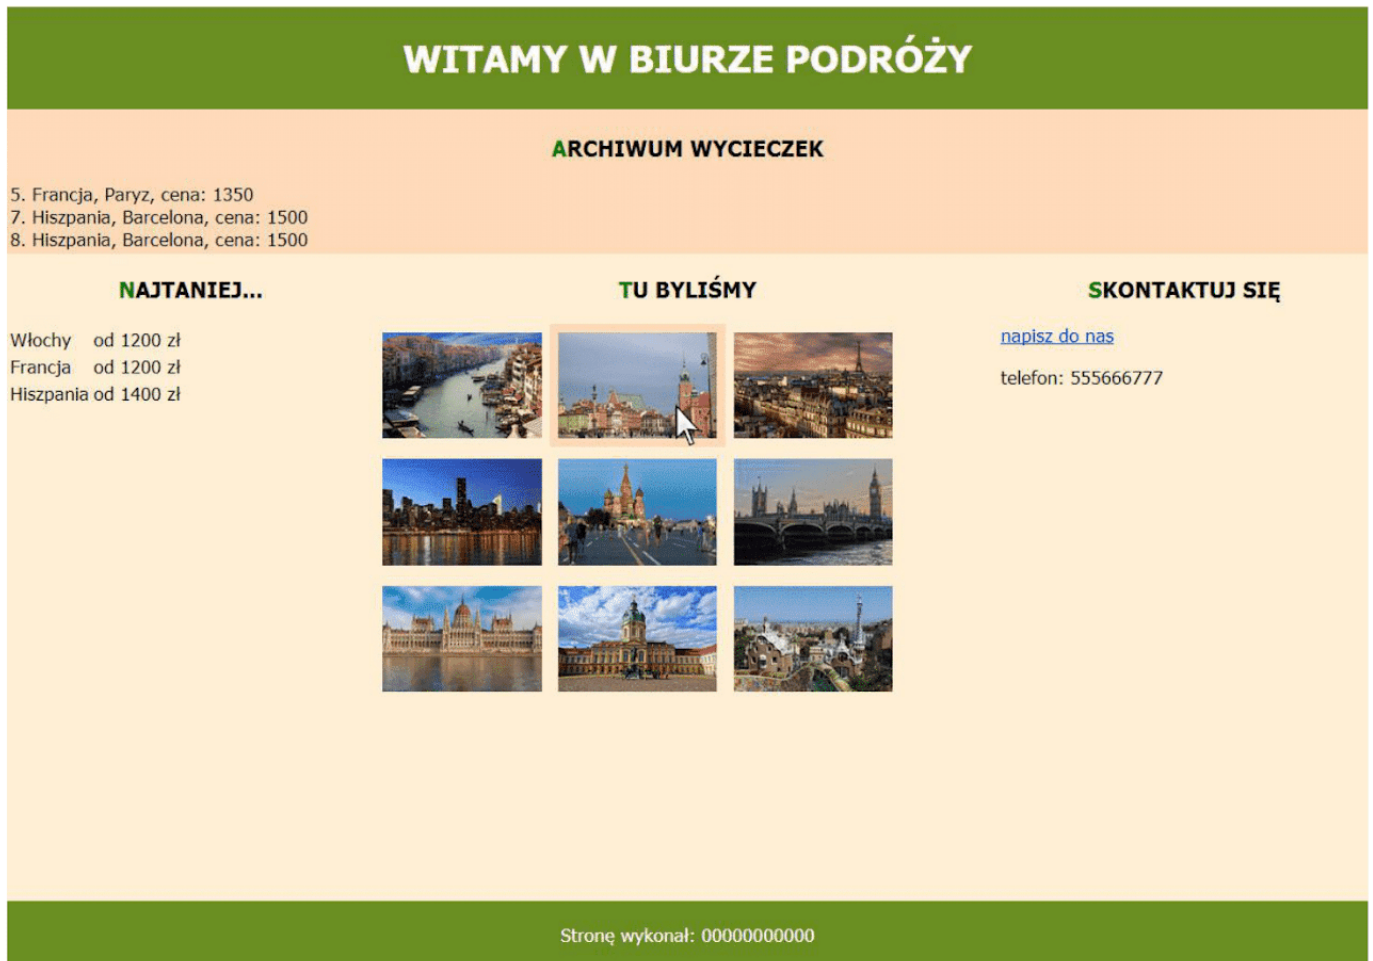 WITAMY W BIURZE PODRÓŻY
ARCHIWUM WYCIECZEK
5. Francja, Paryz, cena: 1350
7. Hiszpania, Barcelona, cena: 1500
8. Hiszpania, Barcelona, cena: 1500
NAJTANIEJ...
Włochy od 1200 zł
Francja od 1200 zł
Hiszpania od 1400 zł
TU BYLIŚMY
SKONTAKTUJ SIĘ
napisz do nas
telefon: 555666777
Stronę wykonał: 00000000000